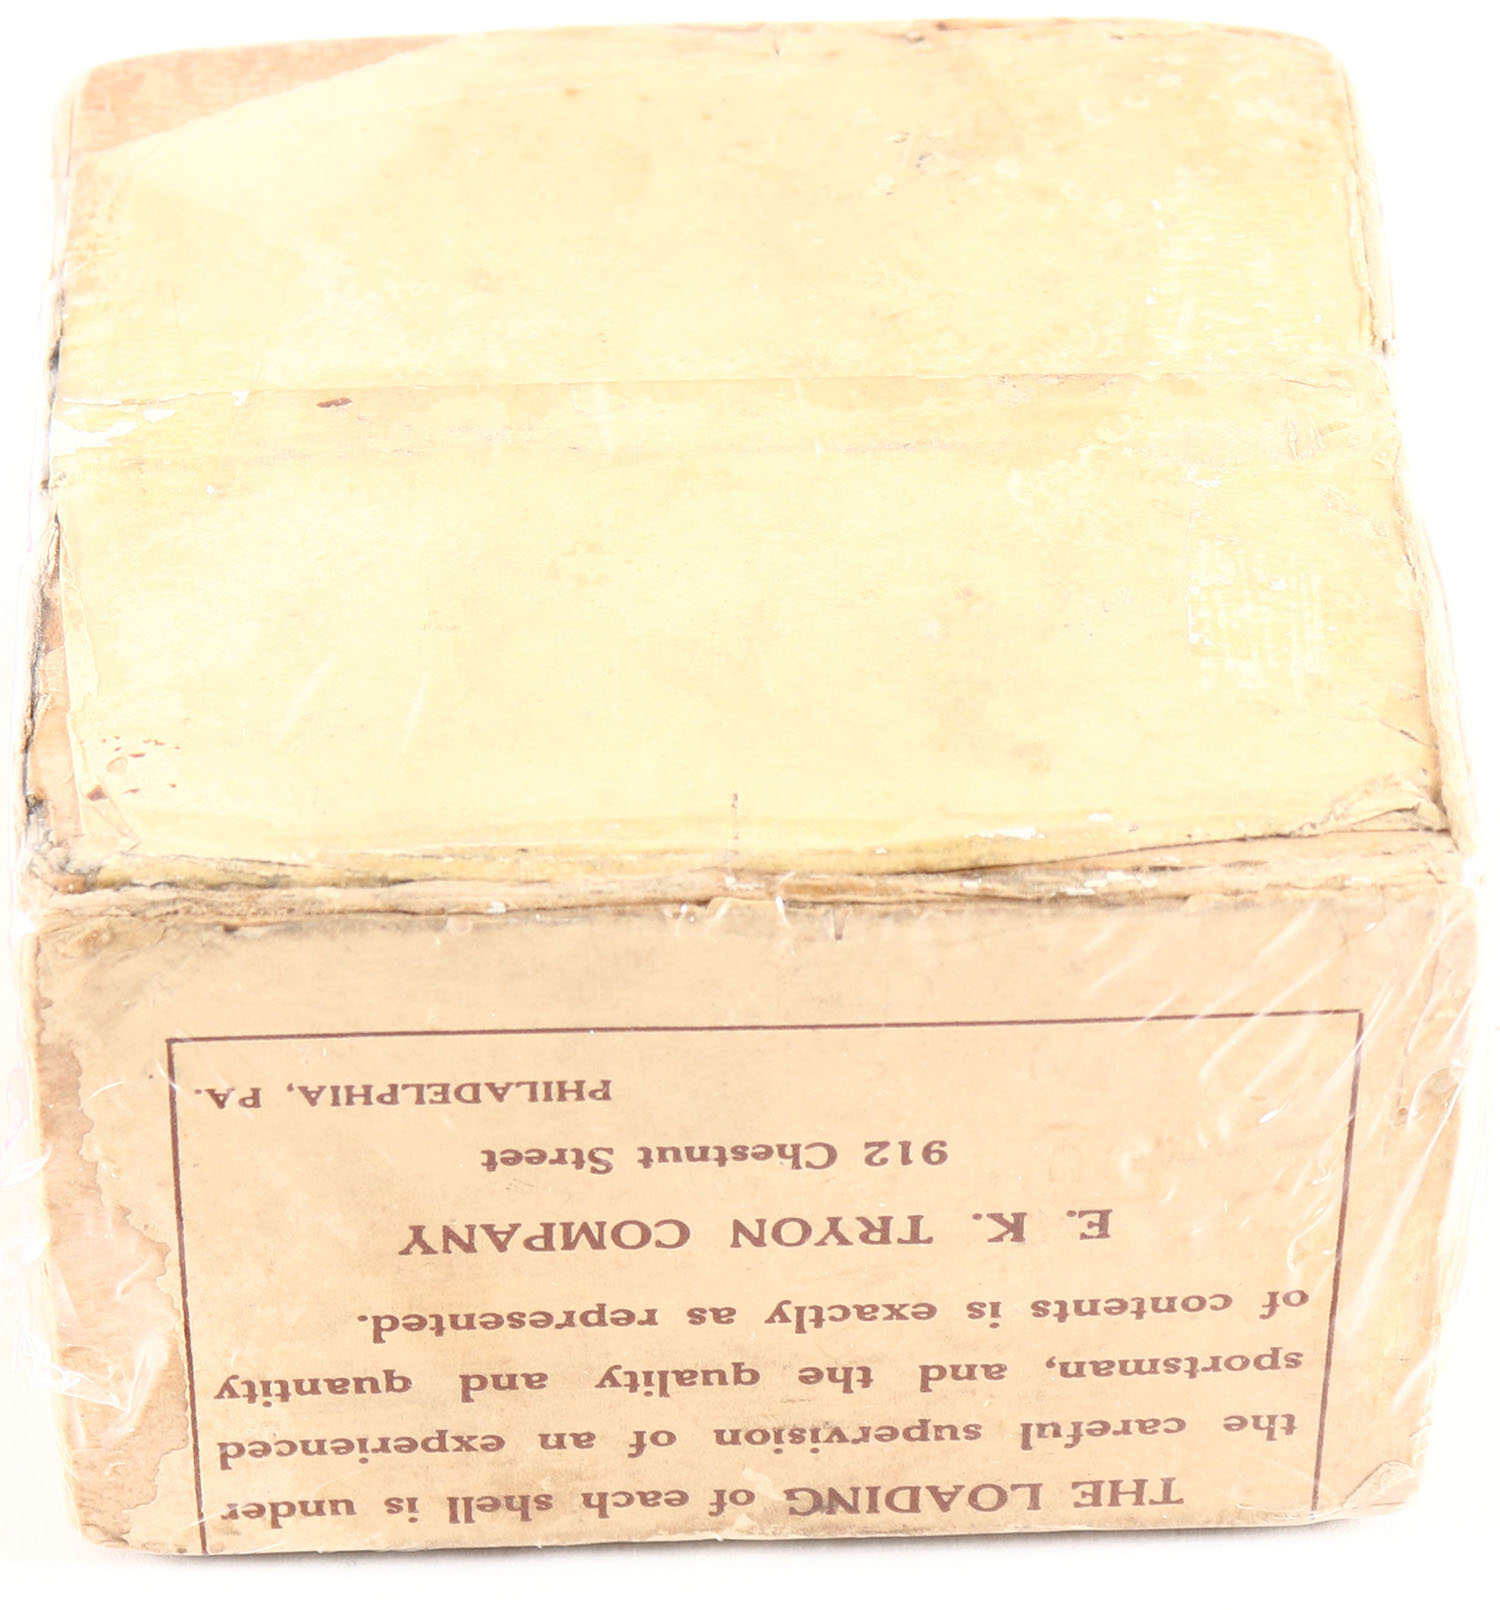 THE LOADING of each shell is under
the careful supervision of an experienced
sportsman, and the quality and quantity
of contents is exactly as represented.
E. K. TRYON COMPANY
912 Chestnut Street
PHILADELPHIA, PA.